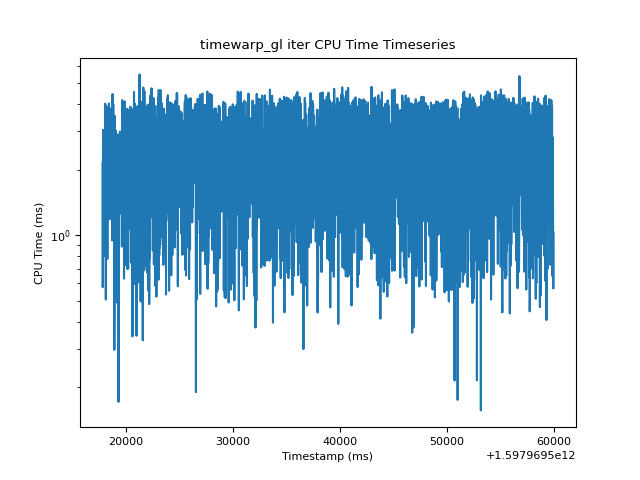 timewarp_gl iter CPU Time Timeseries
CPU Time (ms)
10⁰
20000 30000 40000 50000 60000
Timestamp (ms)
+1.5979695e12